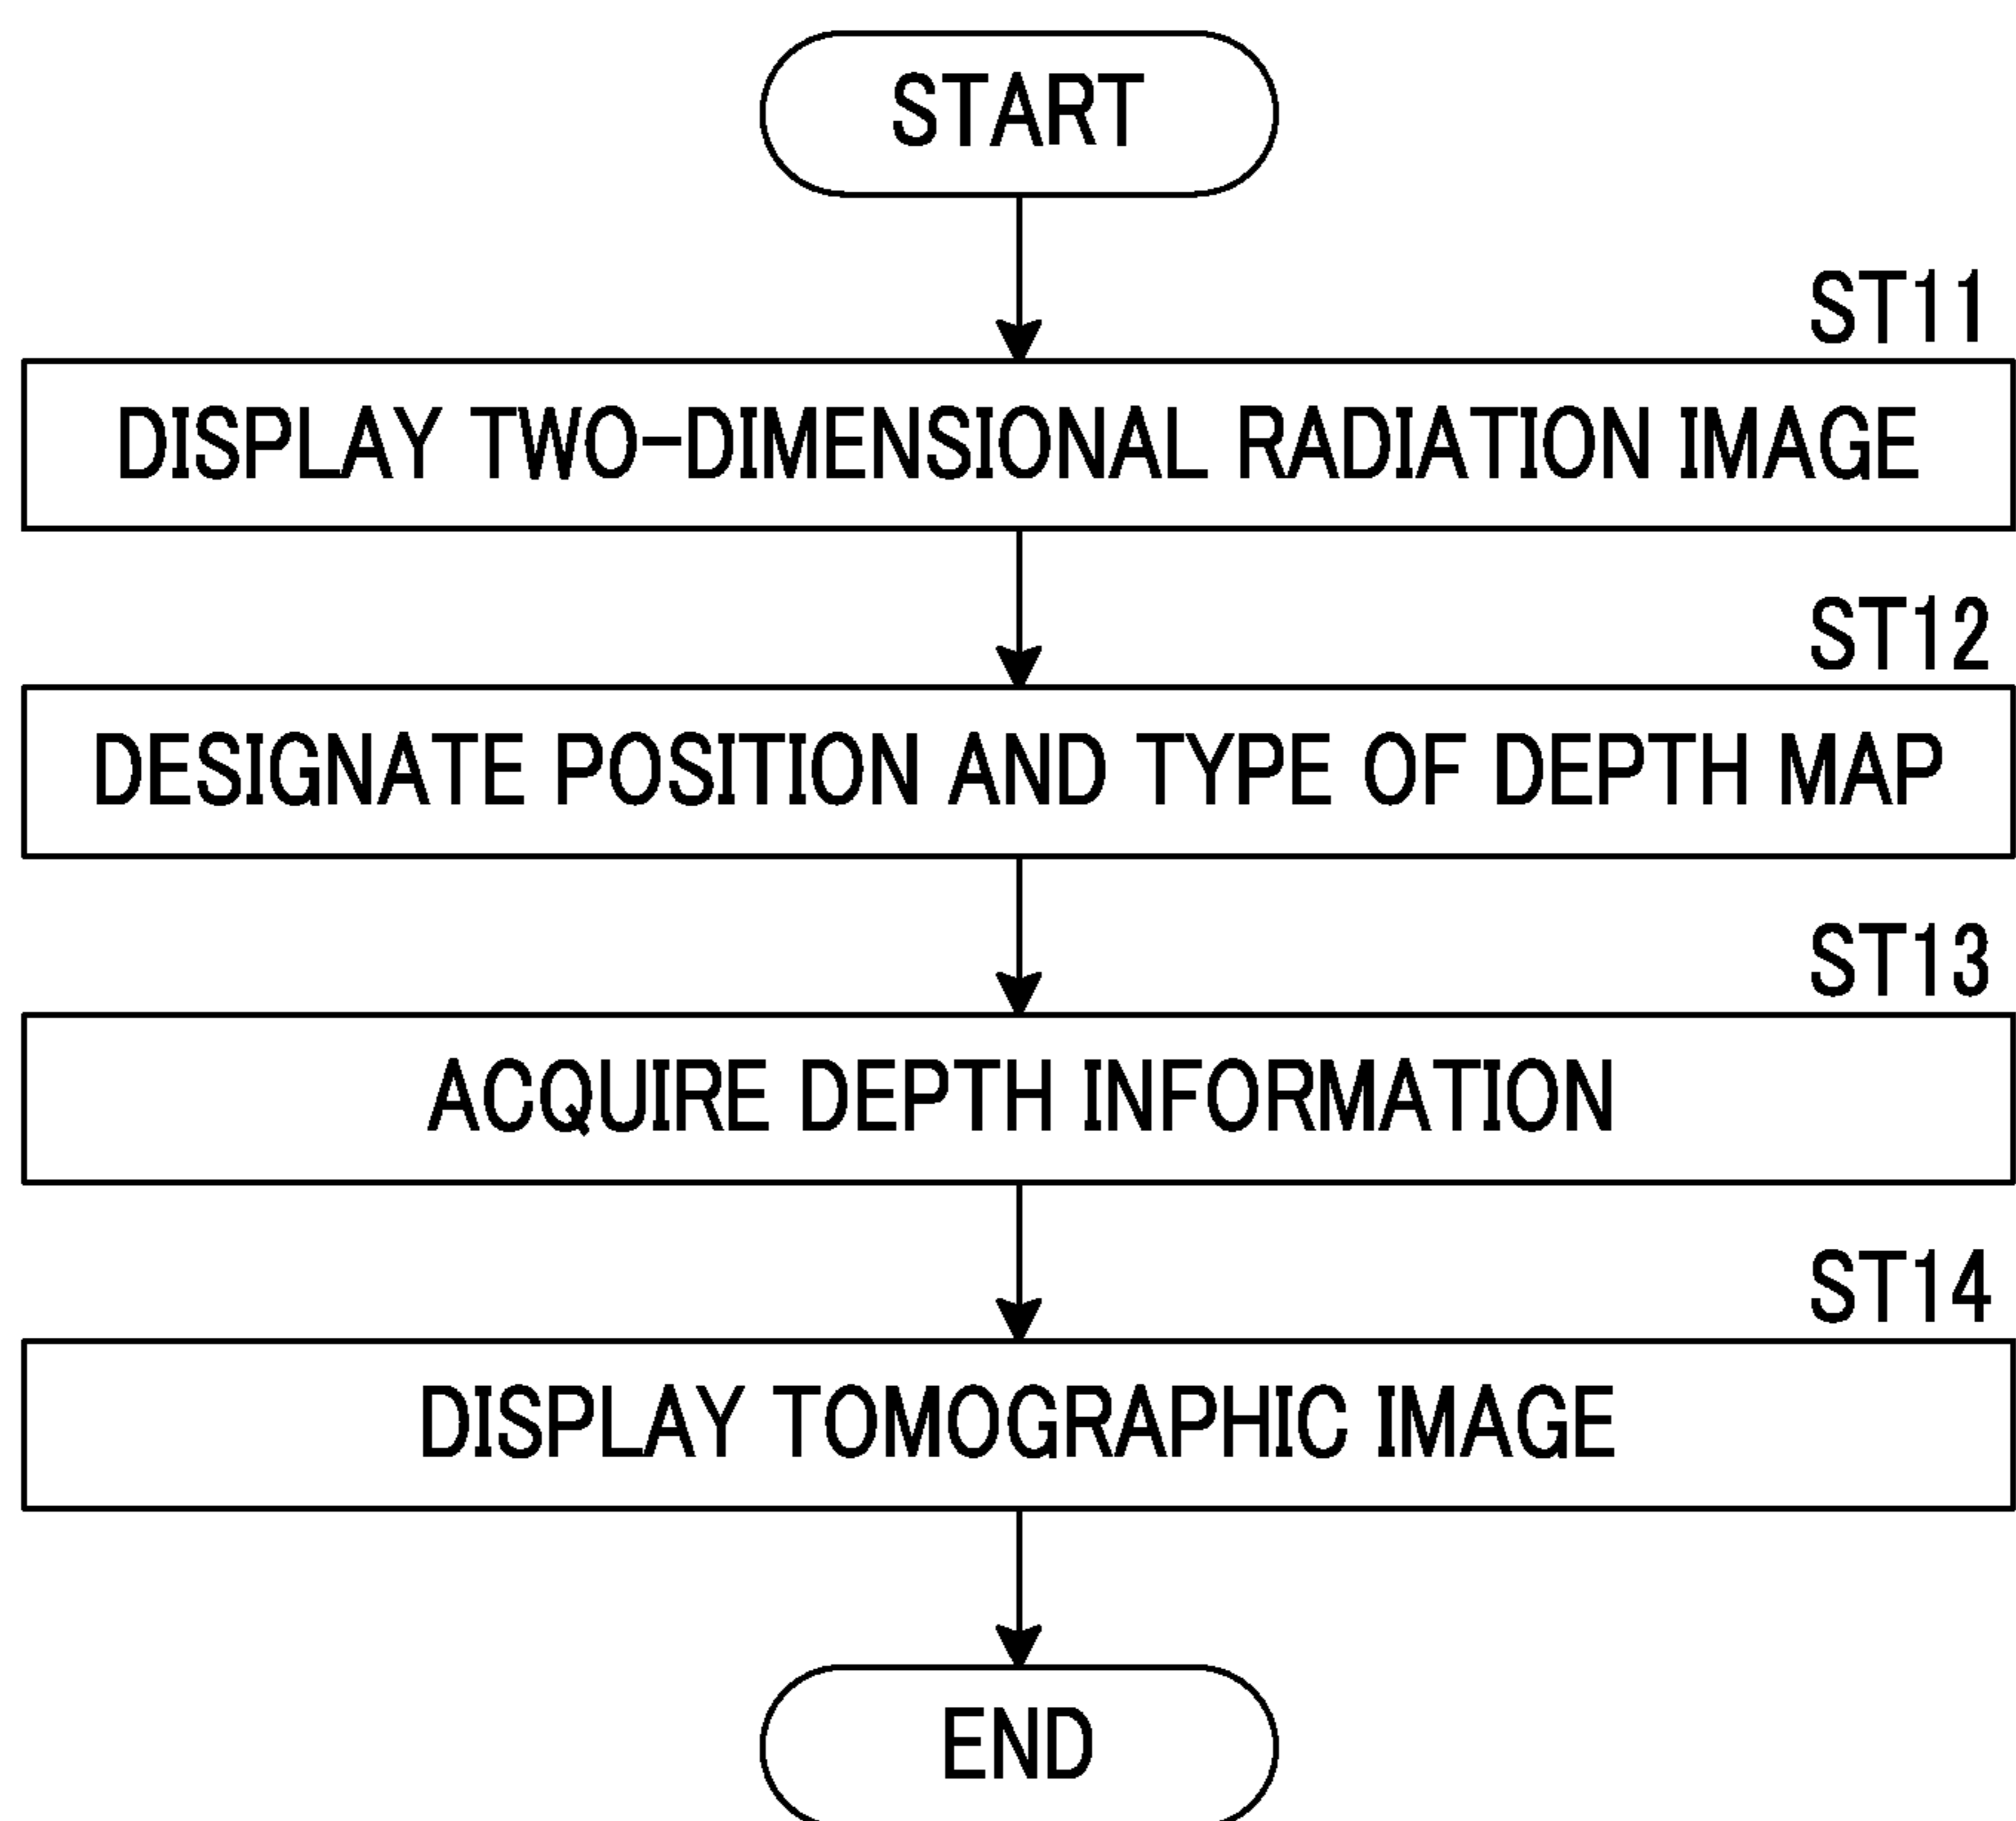 START
ST11
DISPLAY TWO-DIMENSIONAL RADIATION IMAGE
ST12
DESIGNATE POSITION AND TYPE OF DEPTH MAP
ST13
ACQUIRE DEPTH INFORMATION
ST14
DISPLAY TOMOGRAPHIC IMAGE
END